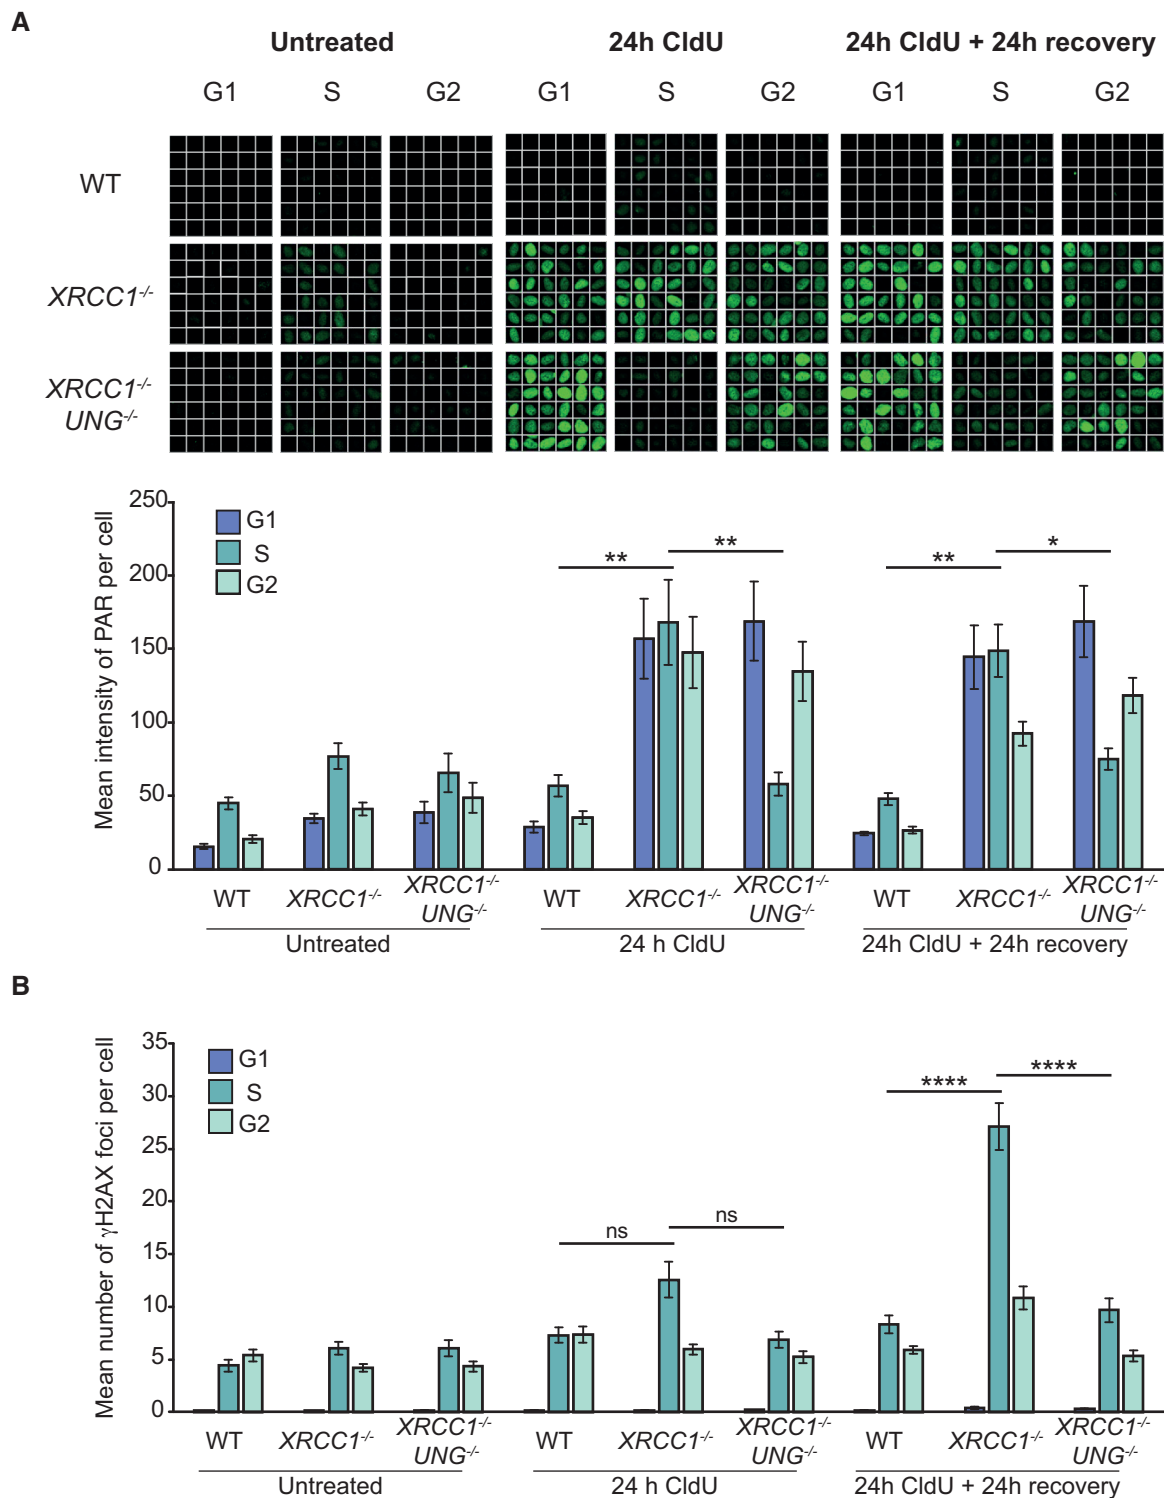 A
Untreated 24h CldU 24h CldU + 24h recovery
G1 S G2 G1 S G2 G1 S G2
WT
XRCC1-/-
XRCC1-/-
UNG-/-
Mean intensity of PAR per cell
250
200
150
100
50
0
G1
S
G2
** ** ** *
WT XRCC1-/- XRCC1-/- UNG-/- WT XRCC1-/- XRCC1-/- UNG-/- WT XRCC1-/- XRCC1-/- UNG-/-
Untreated 24 h CldU 24h CldU + 24h recovery
B
Mean number of γH2AX foci per cell
35
30
25
20
15
10
5
0
G1
S
G2
ns ns **** ****
WT XRCC1-/- XRCC1-/- UNG-/- WT XRCC1-/- XRCC1-/- UNG-/- WT XRCC1-/- XRCC1-/- UNG-/-
Untreated 24 h CldU 24h CldU + 24h recovery